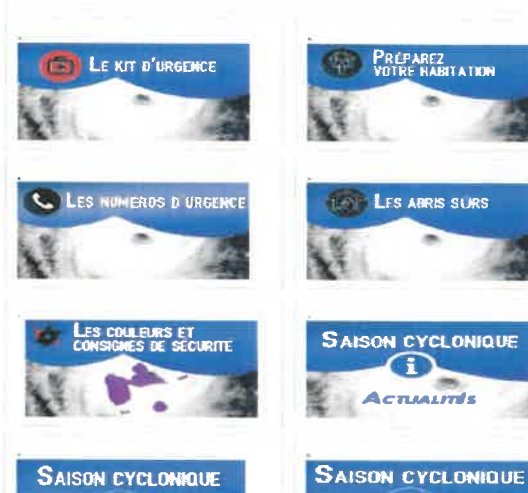 LE KIT D'URGENCE
PRÉPAREZ
VOTRE HABITATION
LES NUMEROS D'URGENCE
LES ABRIS SURS
LES COULEURS ET
CONSIGNES DE SECURITE
SAISON CYCLONIQUE
i
ACTUALITÉS
SAISON CYCLONIQUE
SAISON CYCLONIQUE